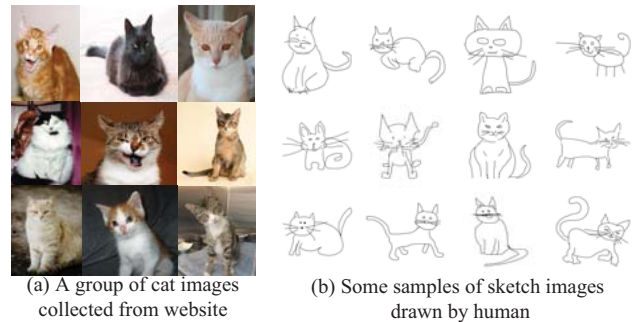 (a) A group of cat images
collected from website
(b) Some samples of sketch images
drawn by human